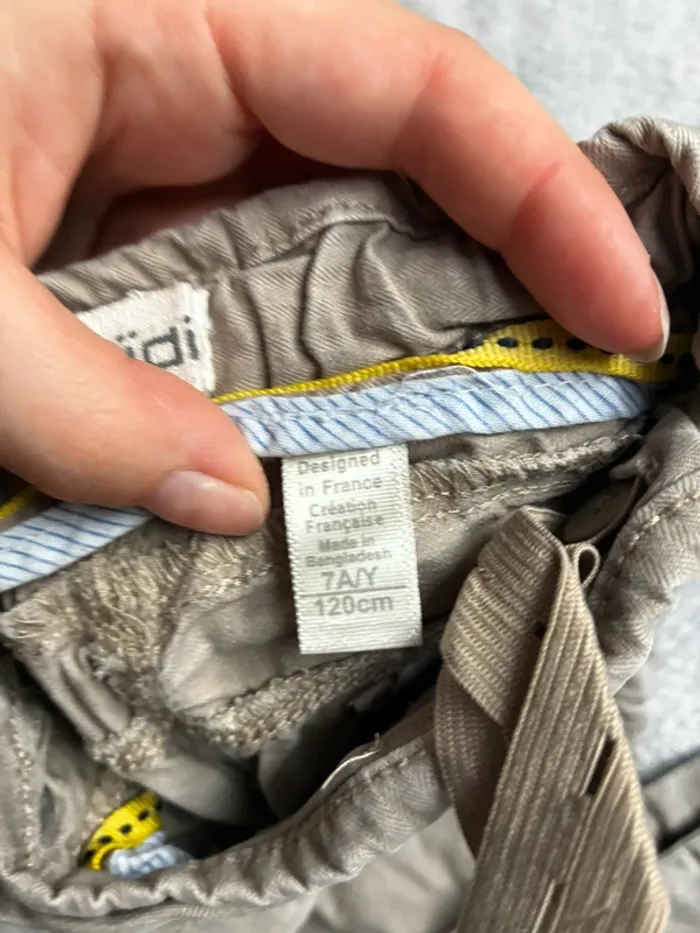 Designed
in France
Création
Française
Made in
Bangladesh
7A/Y
120cm